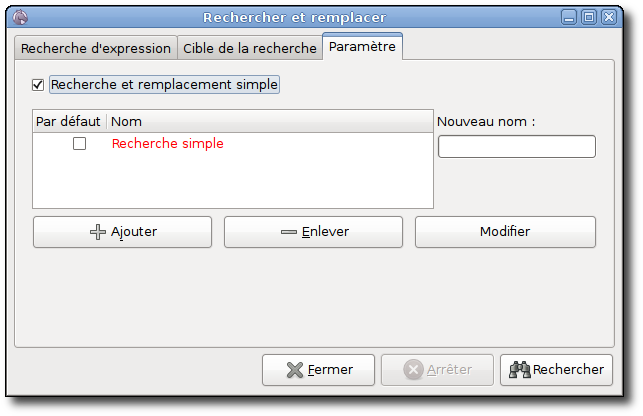 Rechercher et remplacer
Recherche d'expression Cible de la recherche Paramètre
Recherche et remplacement simple
Par défaut Nom Nouveau nom :
Recherche simple
Ajouter Enlever Modifier
Fermer Arrêter Rechercher